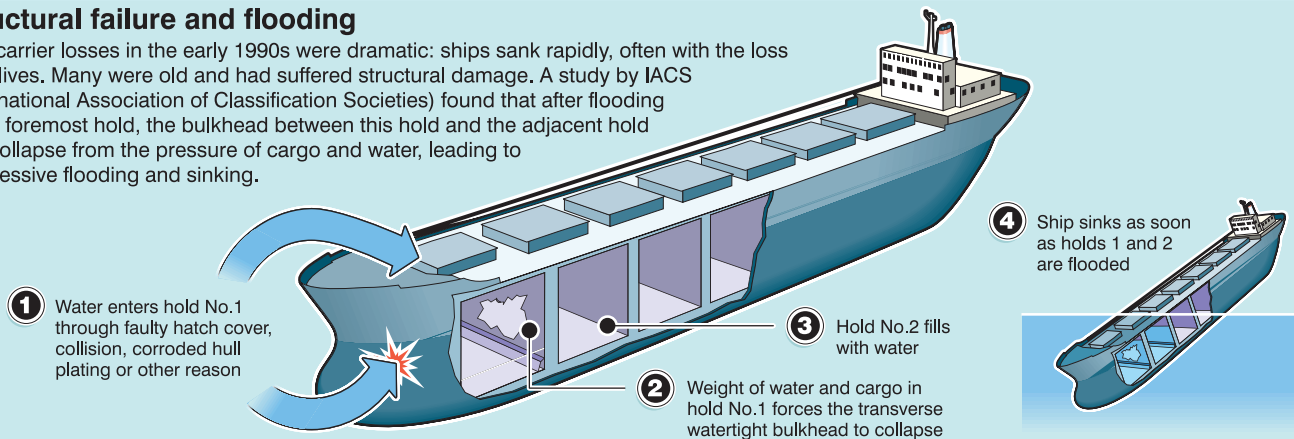 uctural failure and flooding
carrier losses in the early 1990s were dramatic: ships sank rapidly, often with the loss
lives. Many were old and had suffered structural damage. A study by IACS
national Association of Classification Societies) found that after flooding
foremost hold, the bulkhead between this hold and the adjacent hold
ollapse from the pressure of cargo and water, leading to
essive flooding and sinking.
1 Water enters hold No.1
through faulty hatch cover,
collision, corroded hull
plating or other reason
2 Weight of water and cargo in
hold No.1 forces the transverse
watertight bulkhead to collapse
3 Hold No.2 fills
with water
4 Ship sinks as soon
as holds 1 and 2
are flooded